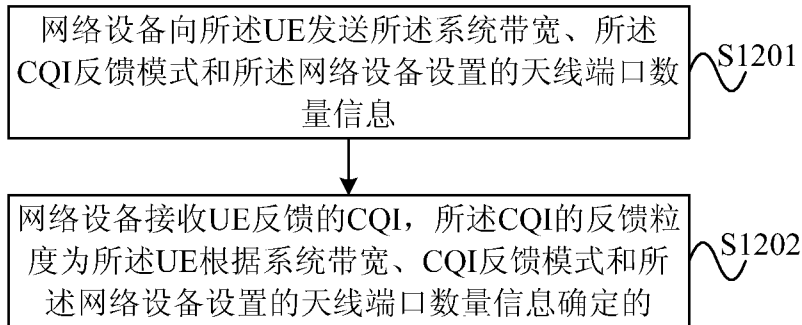 网络设备向所述UE发送所述系统带宽、所述
CQI反馈模式和所述网络设备设置的天线端口数
量信息
S1201
网络设备接收UE反馈的CQI，所述CQI的反馈粒
度为所述UE根据系统带宽、CQI反馈模式和所
述网络设备设置的天线端口数量信息确定的
S1202